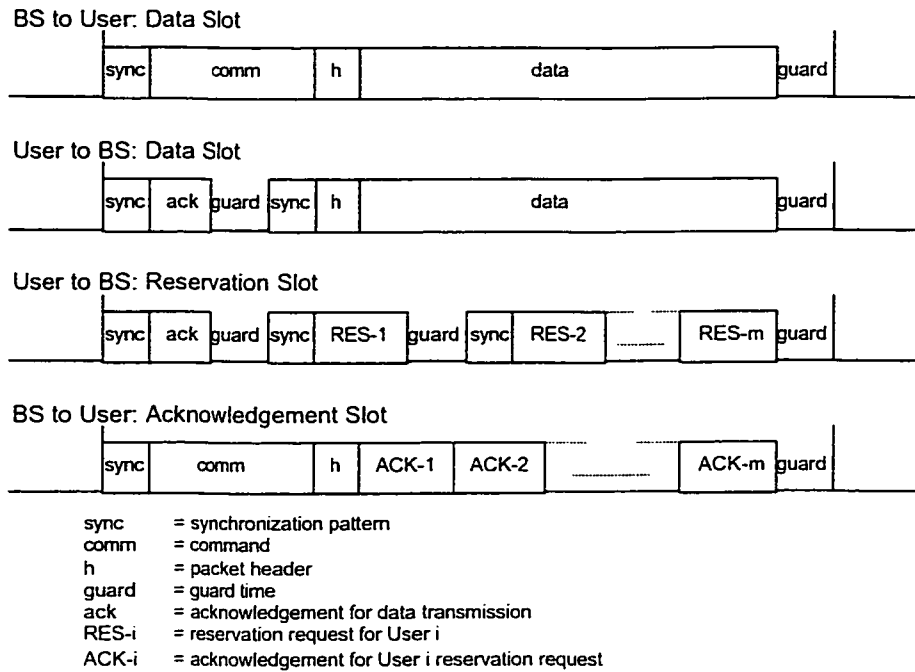 BS to User: Data Slot
sync comm h data guard
User to BS: Data Slot
sync ack guard sync h data guard
User to BS: Reservation Slot
sync ack guard sync RES-1 guard sync RES-2 RES-m guard
BS to User: Acknowledgement Slot
sync comm h ACK-1 ACK-2 ACK-m guard
sync = synchronization pattern
comm = command
h = packet header
guard = guard time
ack = acknowledgement for data transmission
RES-i = reservation request for User i
ACK-i = acknowledgement for User i reservation request